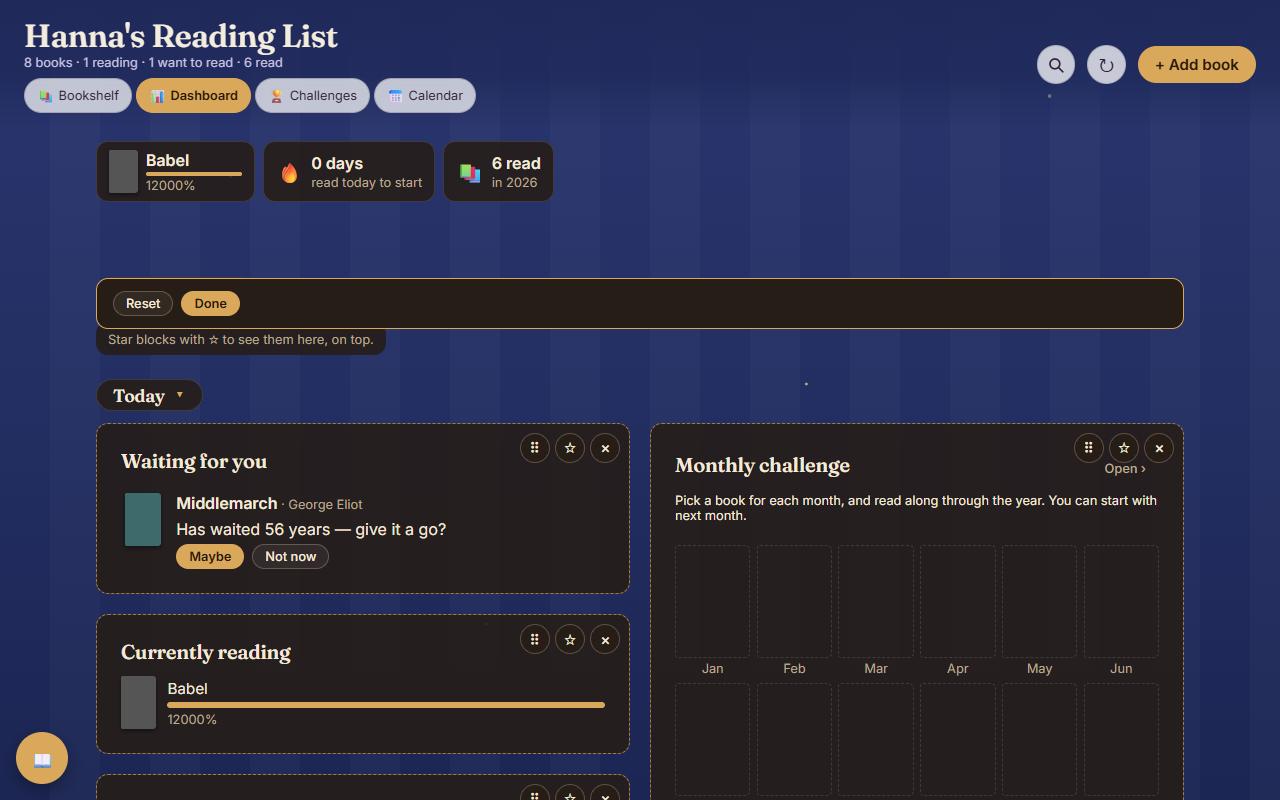 Hanna's Reading List
8 books · 1 reading · 1 want to read · 6 read
Bookshelf
Dashboard
Challenges
Calendar
+ Add book
Babel
12000%
0 days
read today to start
6 read
in 2026
Reset
Done
Star blocks with ☆ to see them here, on top.
Today
Waiting for you
Middlemarch · George Eliot
Has waited 56 years — give it a go?
Maybe
Not now
Monthly challenge
Open ›
Pick a book for each month, and read along through the year. You can start with
next month.
Jan
Feb
Mar
Apr
May
Jun
Currently reading
Babel
12000%